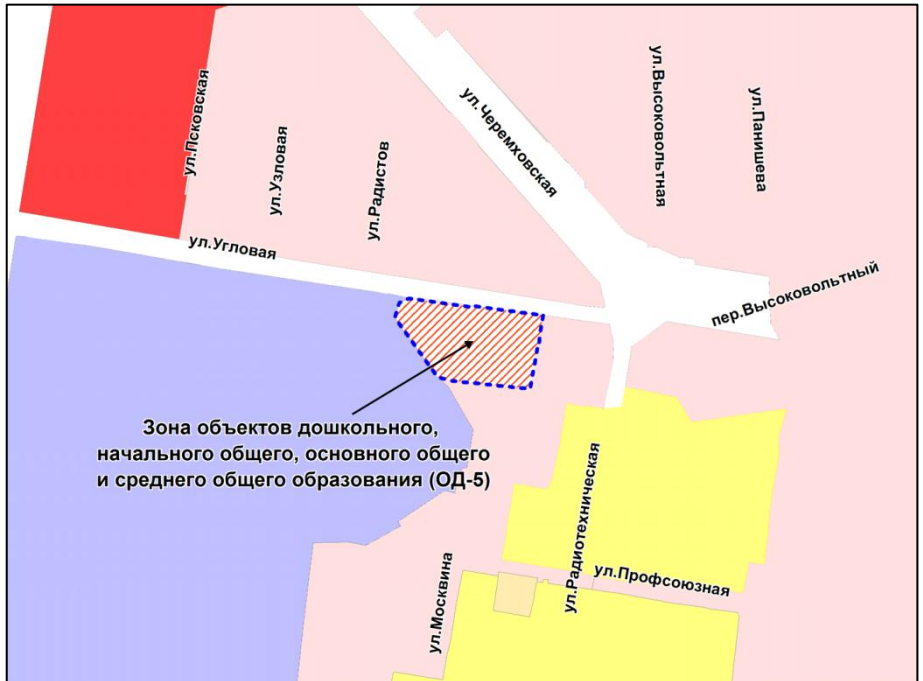 ул.Псковская
ул.Узловая
ул.Радистов
ул.Черемховская
ул.Высоковольтная
ул.Панишева
ул.Угловая
пер.Высоковольтный
Зона объектов дошкольного,
начального общего, основного общего
и среднего общего образования (ОД-5)
ул.Радиотехническая
ул.Профсоюзная
ул.Москвина